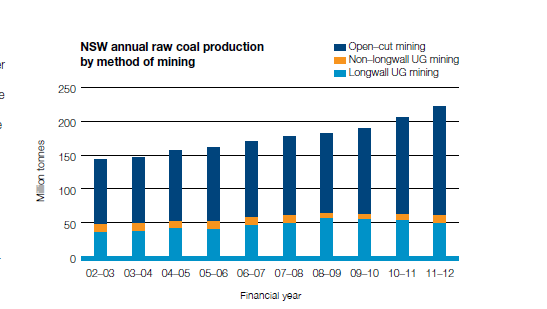 NSW annual raw coal production
by method of mining
Open–cut mining
Non–longwall UG mining
Longwall UG mining
er
e
e
Million tonnes
250
200
150
100
50
0
02–03 03–04 04–05 05–06 06–07 07–08 08–09 09–10 10–11 11–12
Financial year